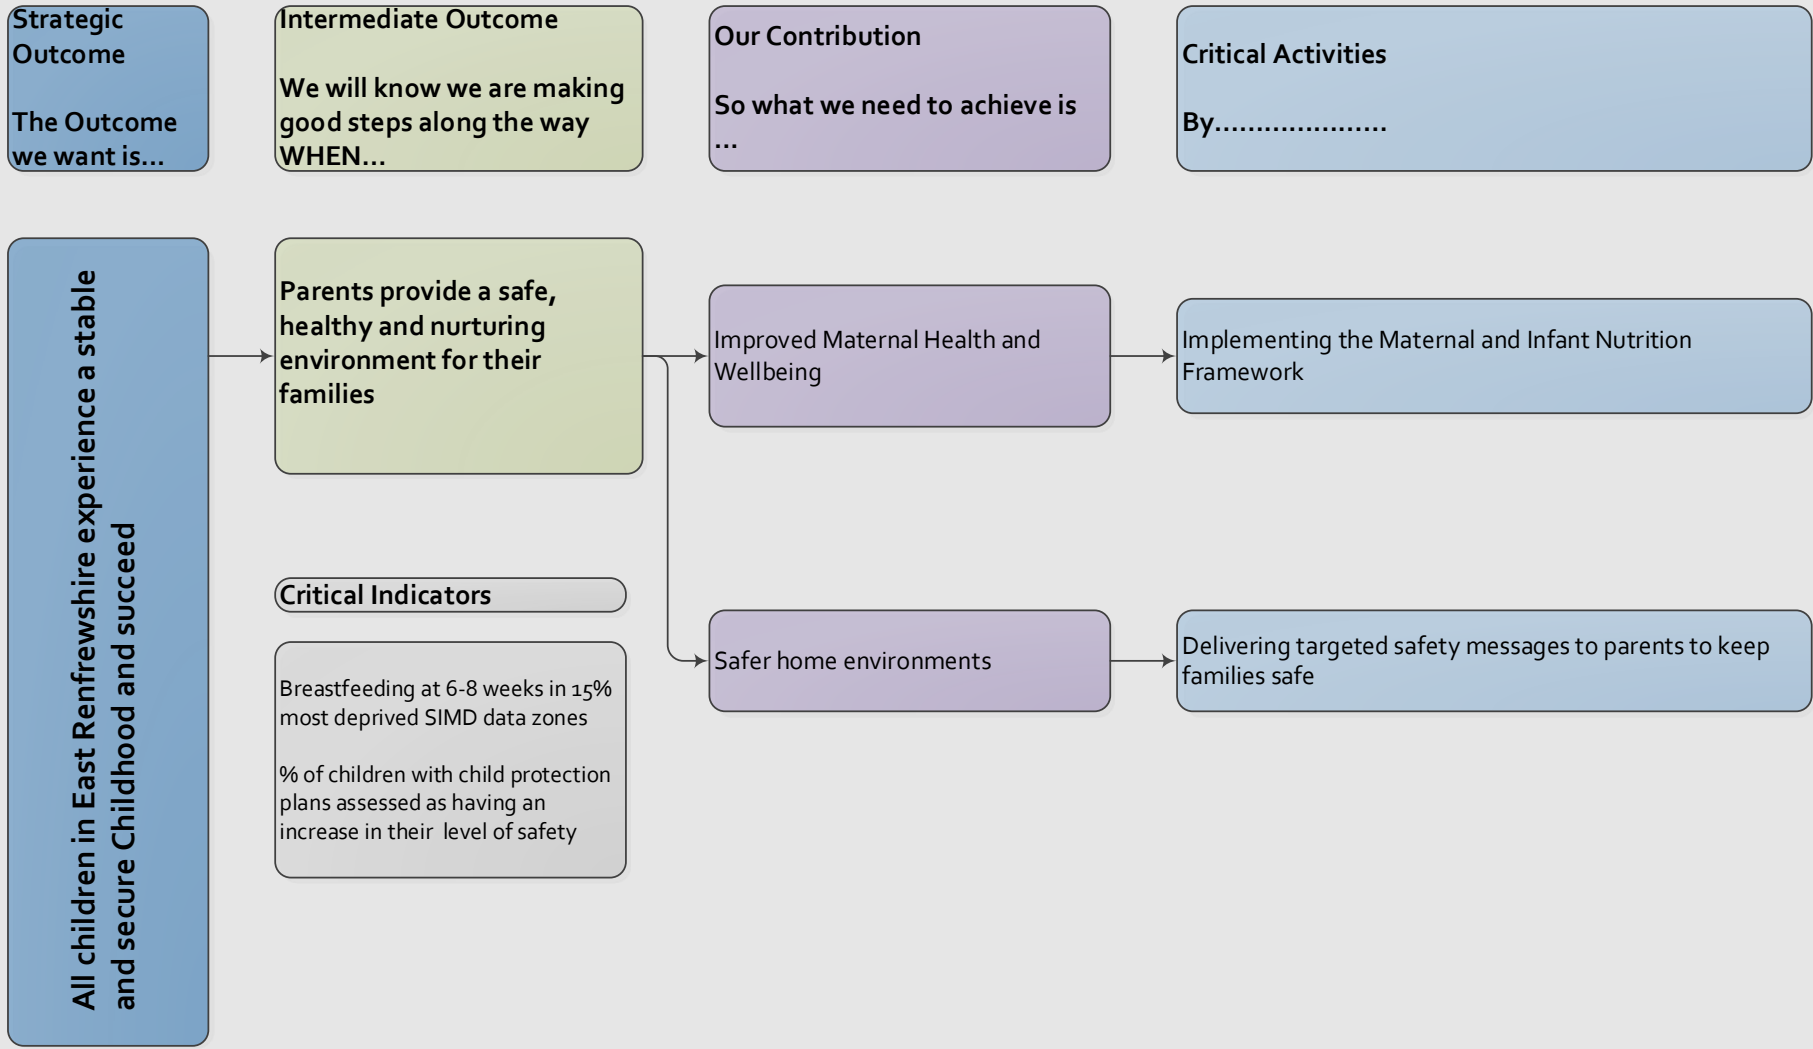 Strategic
Outcome
The Outcome
we want is...
Intermediate Outcome
We will know we are making
good steps along the way
WHEN...
Our Contribution
So what we need to achieve is
...
Critical Activities
By.....................
All children in East Renfrewshire experience a stable
and secure Childhood and succeed
Parents provide a safe,
healthy and nurturing
environment for their
families
Improved Maternal Health and
Wellbeing
Implementing the Maternal and Infant Nutrition
Framework
Critical Indicators
Breastfeeding at 6-8 weeks in 15%
most deprived SIMD data zones
% of children with child protection
plans assessed as having an
increase in their level of safety
Safer home environments
Delivering targeted safety messages to parents to keep
families safe